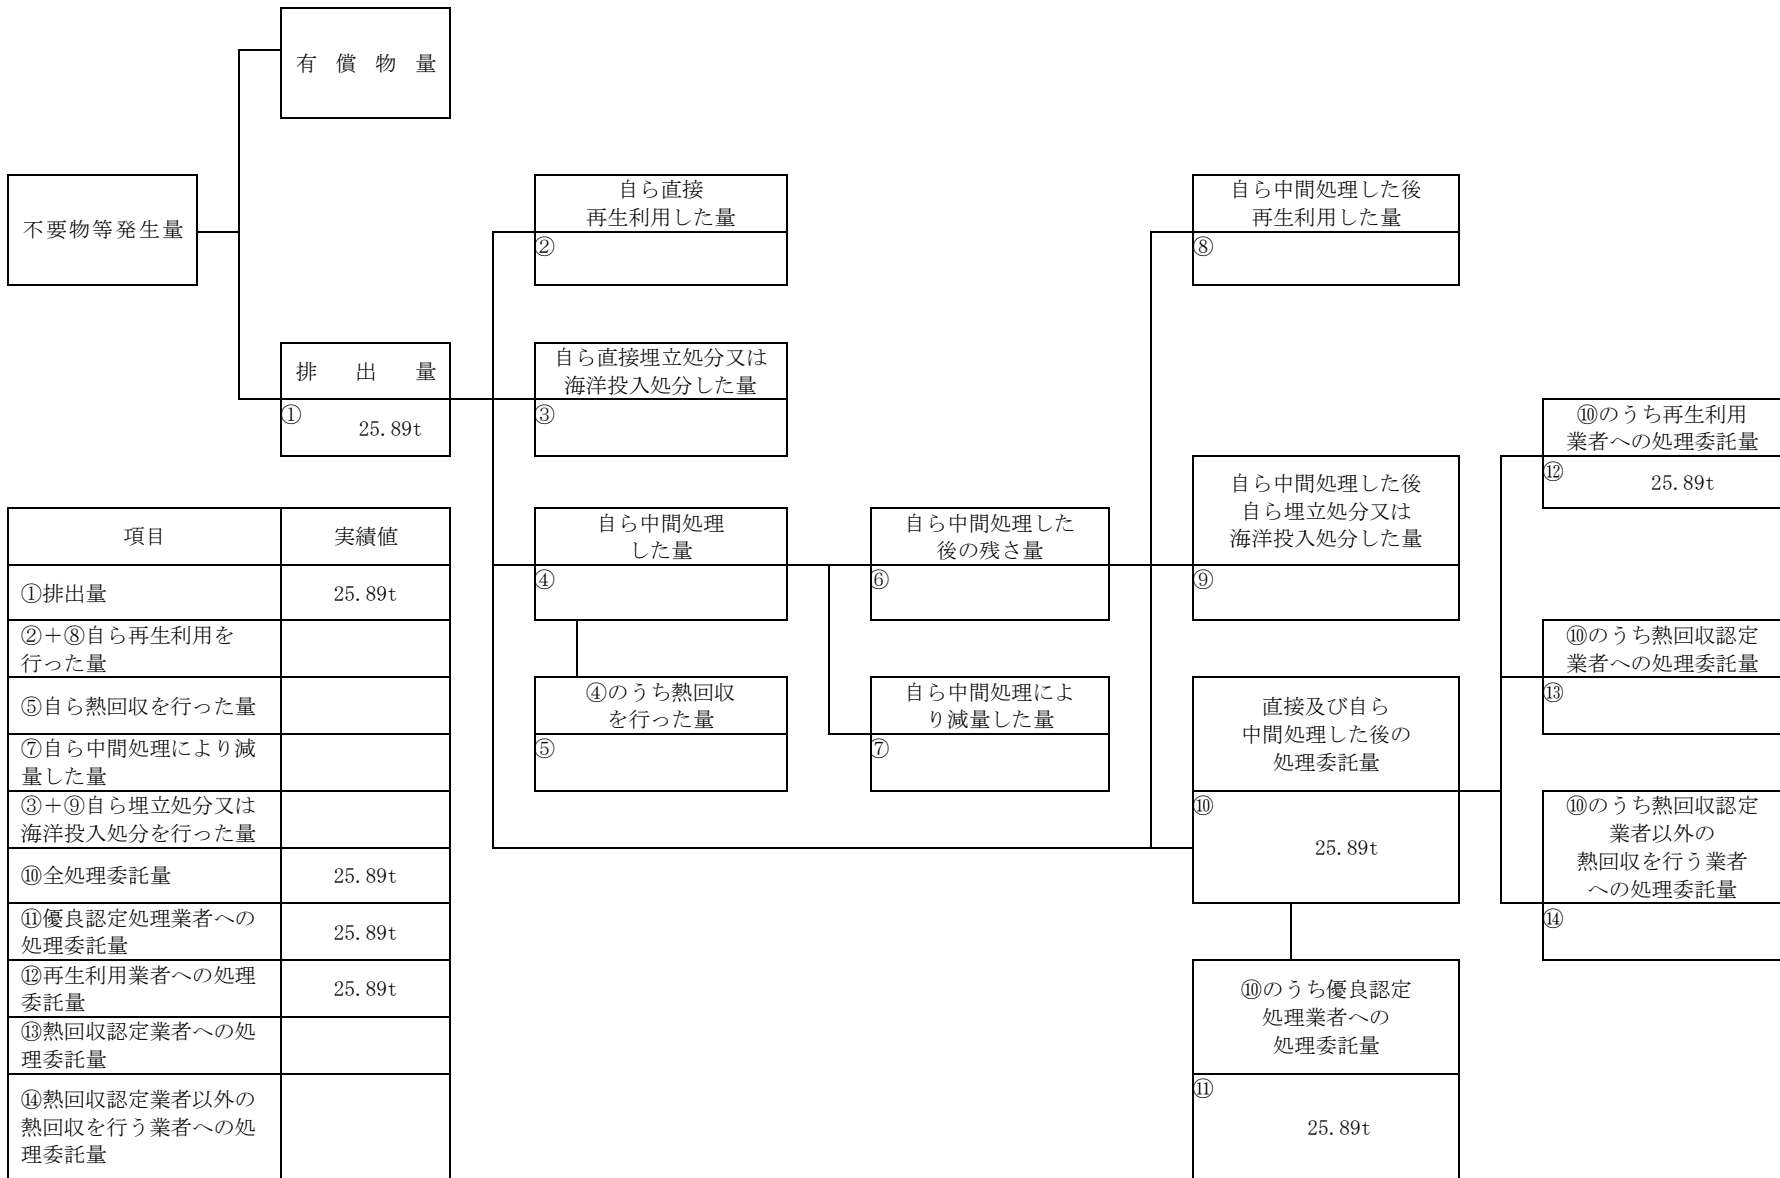 有償物量
不要物等発生量
自ら直接
再生利用した量
②
自ら中間処理した後
再生利用した量
⑧
排出量
①
25.89t
自ら直接埋立処分又は
海洋投入処分した量
③
⑩のうち再生利用
業者への処理委託量
⑫
25.89t
自ら中間処理
した量
④
自ら中間処理した
後の残さ量
⑥
自ら中間処理した後
自ら埋立処分又は
海洋投入処分した量
⑨
⑩のうち熱回収認定
業者への処理委託量
⑬
④のうち熱回収
を行った量
⑤
自ら中間処理によ
り減量した量
⑦
直接及び自ら
中間処理した後の
処理委託量
⑩
25.89t
⑩のうち熱回収認定
業者以外の
熱回収を行う業者
への処理委託量
⑭
⑩のうち優良認定
処理業者への
処理委託量
⑪
25.89t
項目 実績値
①排出量 25.89t
②＋⑧自ら再生利用を
行った量
⑤自ら熱回収を行った量
⑦自ら中間処理により減
量した量
③＋⑨自ら埋立処分又は
海洋投入処分を行った量
⑩全処理委託量 25.89t
⑪優良認定処理業者への
処理委託量 25.89t
⑫再生利用業者への処理
委託量 25.89t
⑬熱回収認定業者への処
理委託量
⑭熱回収認定業者以外の
熱回収を行う業者への処
理委託量